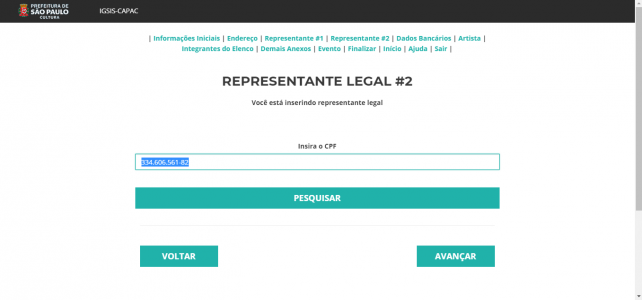 PREFEITURA DE
SÃO PAULO
CULTURA
IGSIS-CAPAC
| Informações Iniciais | Endereço | Representante #1 | Representante #2 | Dados Bancários | Artista |
Integrantes do Elenco | Demais Anexos | Evento | Finalizar | Início | Ajuda | Sair |
REPRESENTANTE LEGAL #2
Você está inserindo representante legal
Insira o CPF
334.606.561-82
PESQUISAR
VOLTAR
AVANÇAR